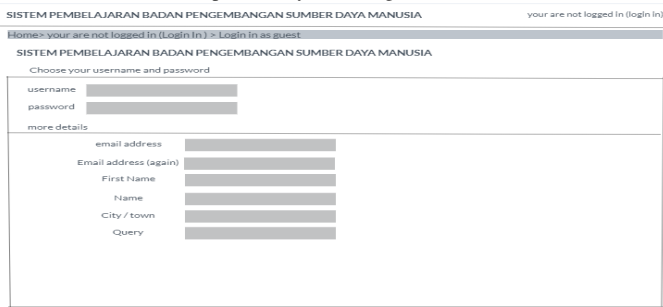 SISTEM PEMBELAJARAN BADAN PENGEMBANGAN SUMBER DAYA MANUSIA your are not logged in (login in)
Home> your are not logged in (Login In ) > Login in as guest
SISTEM PEMBELAJARAN BADAN PENGEMBANGAN SUMBER DAYA MANUSIA
Choose your username and password
username
password
more details
email address
Email address (again)
First Name
Name
City / town
Query